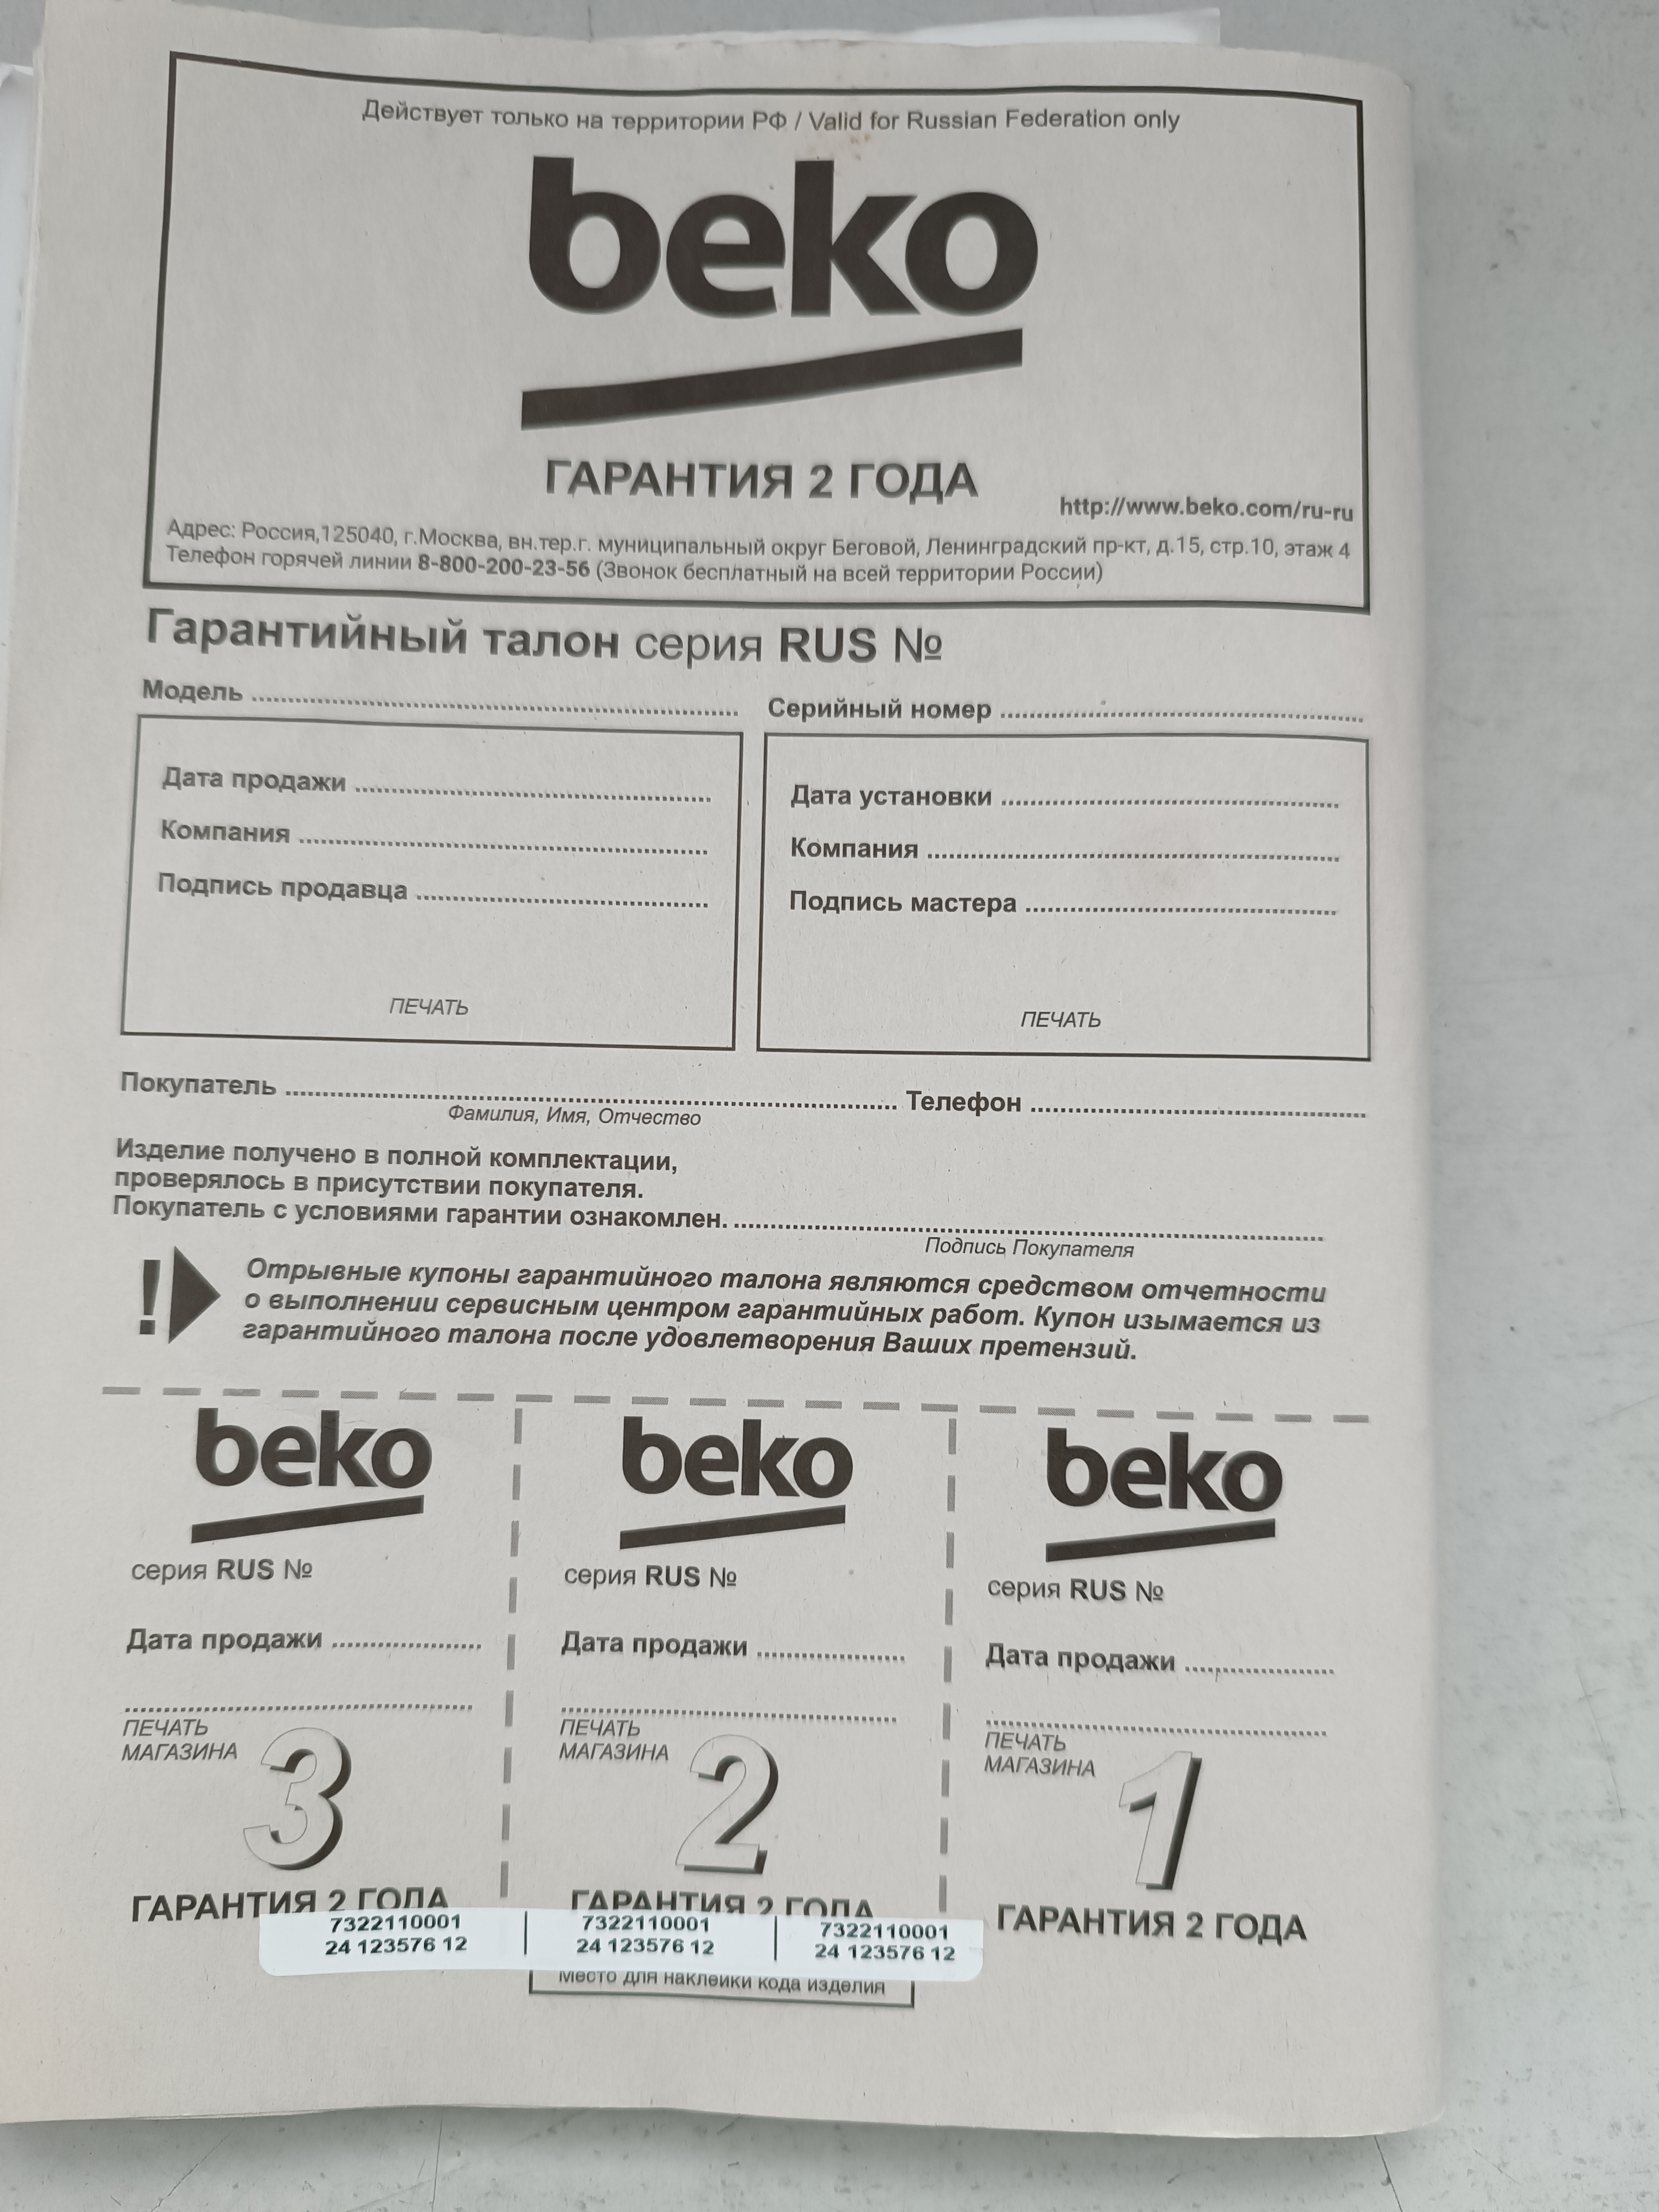 Действует только на территории РФ / Valid for Russian Federation only
beko
ГАРАНТИЯ 2 ГОДА
http://www.beko.com/ru-ru
Адрес: Россия,125040, г.Москва, вн.тер.г. муниципальный округ Беговой, Ленинградский пр-кт, д.15, стр.10, этаж 4
Телефон горячей линии 8-800-200-23-56 (Звонок бесплатный на всей территории России)
Гарантийный талон серия RUS №
Модель
Серийный номер
Дата продажи
Компания
Подпись продавца
ПЕЧАТЬ
Дата установки
Компания
Подпись мастера
ПЕЧАТЬ
Покупатель
Телефон
Фамилия, Имя, Отчество
Изделие получено в полной комплектации,
проверялось в присутствии покупателя.
Покупатель с условиями гарантии ознакомлен.
Подпись Покупателя
! Отрывные купоны гарантийного талона являются средством отчетности
о выполнении сервисным центром гарантийных работ. Купон изымается из
гарантийного талона после удовлетворения Ваших претензий.
beko
серия RUS №
Дата продажи
ПЕЧАТЬ
МАГАЗИНА
3
ГАРАНТИЯ 2 ГОДА
beko
серия RUS №
Дата продажи
ПЕЧАТЬ
МАГАЗИНА
2
ГАРАНТИЯ 2 ГОДА
beko
серия RUS №
Дата продажи
ПЕЧАТЬ
МАГАЗИНА
1
ГАРАНТИЯ 2 ГОДА
7322110001
24 123576 12
7322110001
24 123576 12
7322110001
24 123576 12
Место для наклейки кода изделия